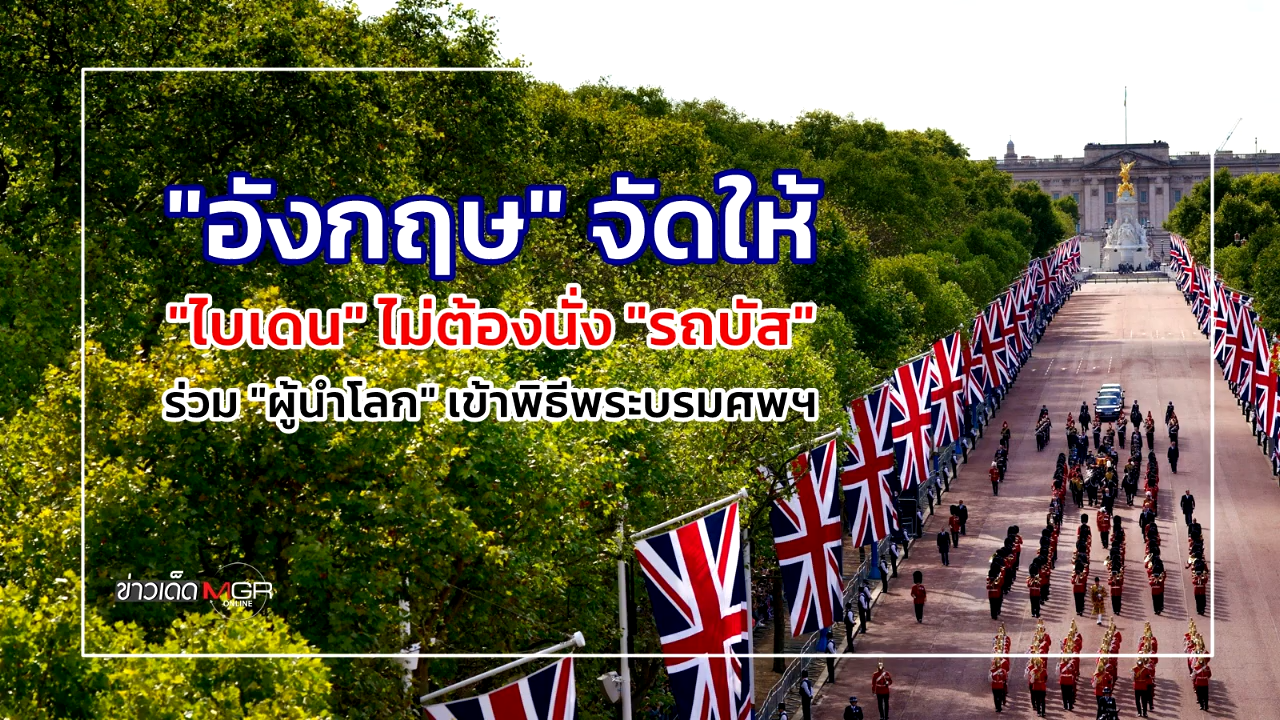 "อังกฤษ" จัดให้
"ไบเดน" ไม่ต้องนั่ง "รถบัส"
ร่วม "ผู้นำโลก" เข้าพิธีพระบรมศพฯ
ข่าวเด็ด MGR
ONLINE